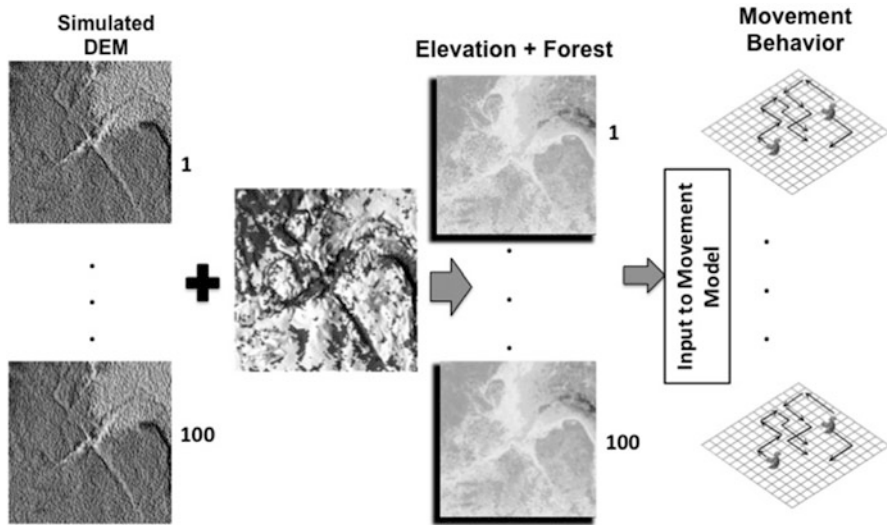 Simulated
DEM
Elevation + Forest
Movement
Behavior
1
1
Input to Movement
Model
100
100